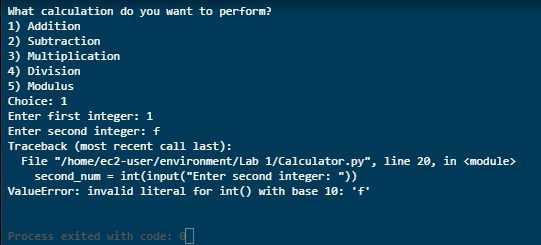 What calculation do you want to perform?
1) Addition
2) Subtraction
3) Multiplication
4) Division
5) Modulus
Choice: 1
Enter first integer: 1
Enter second integer: f
Traceback (most recent call last):
  File "/home/ec2-user/environment/Lab 1/Calculator.py", line 20, in <module>
    second_num = int(input("Enter second integer: "))
ValueError: invalid literal for int() with base 10: 'f'
Process exited with code: 0